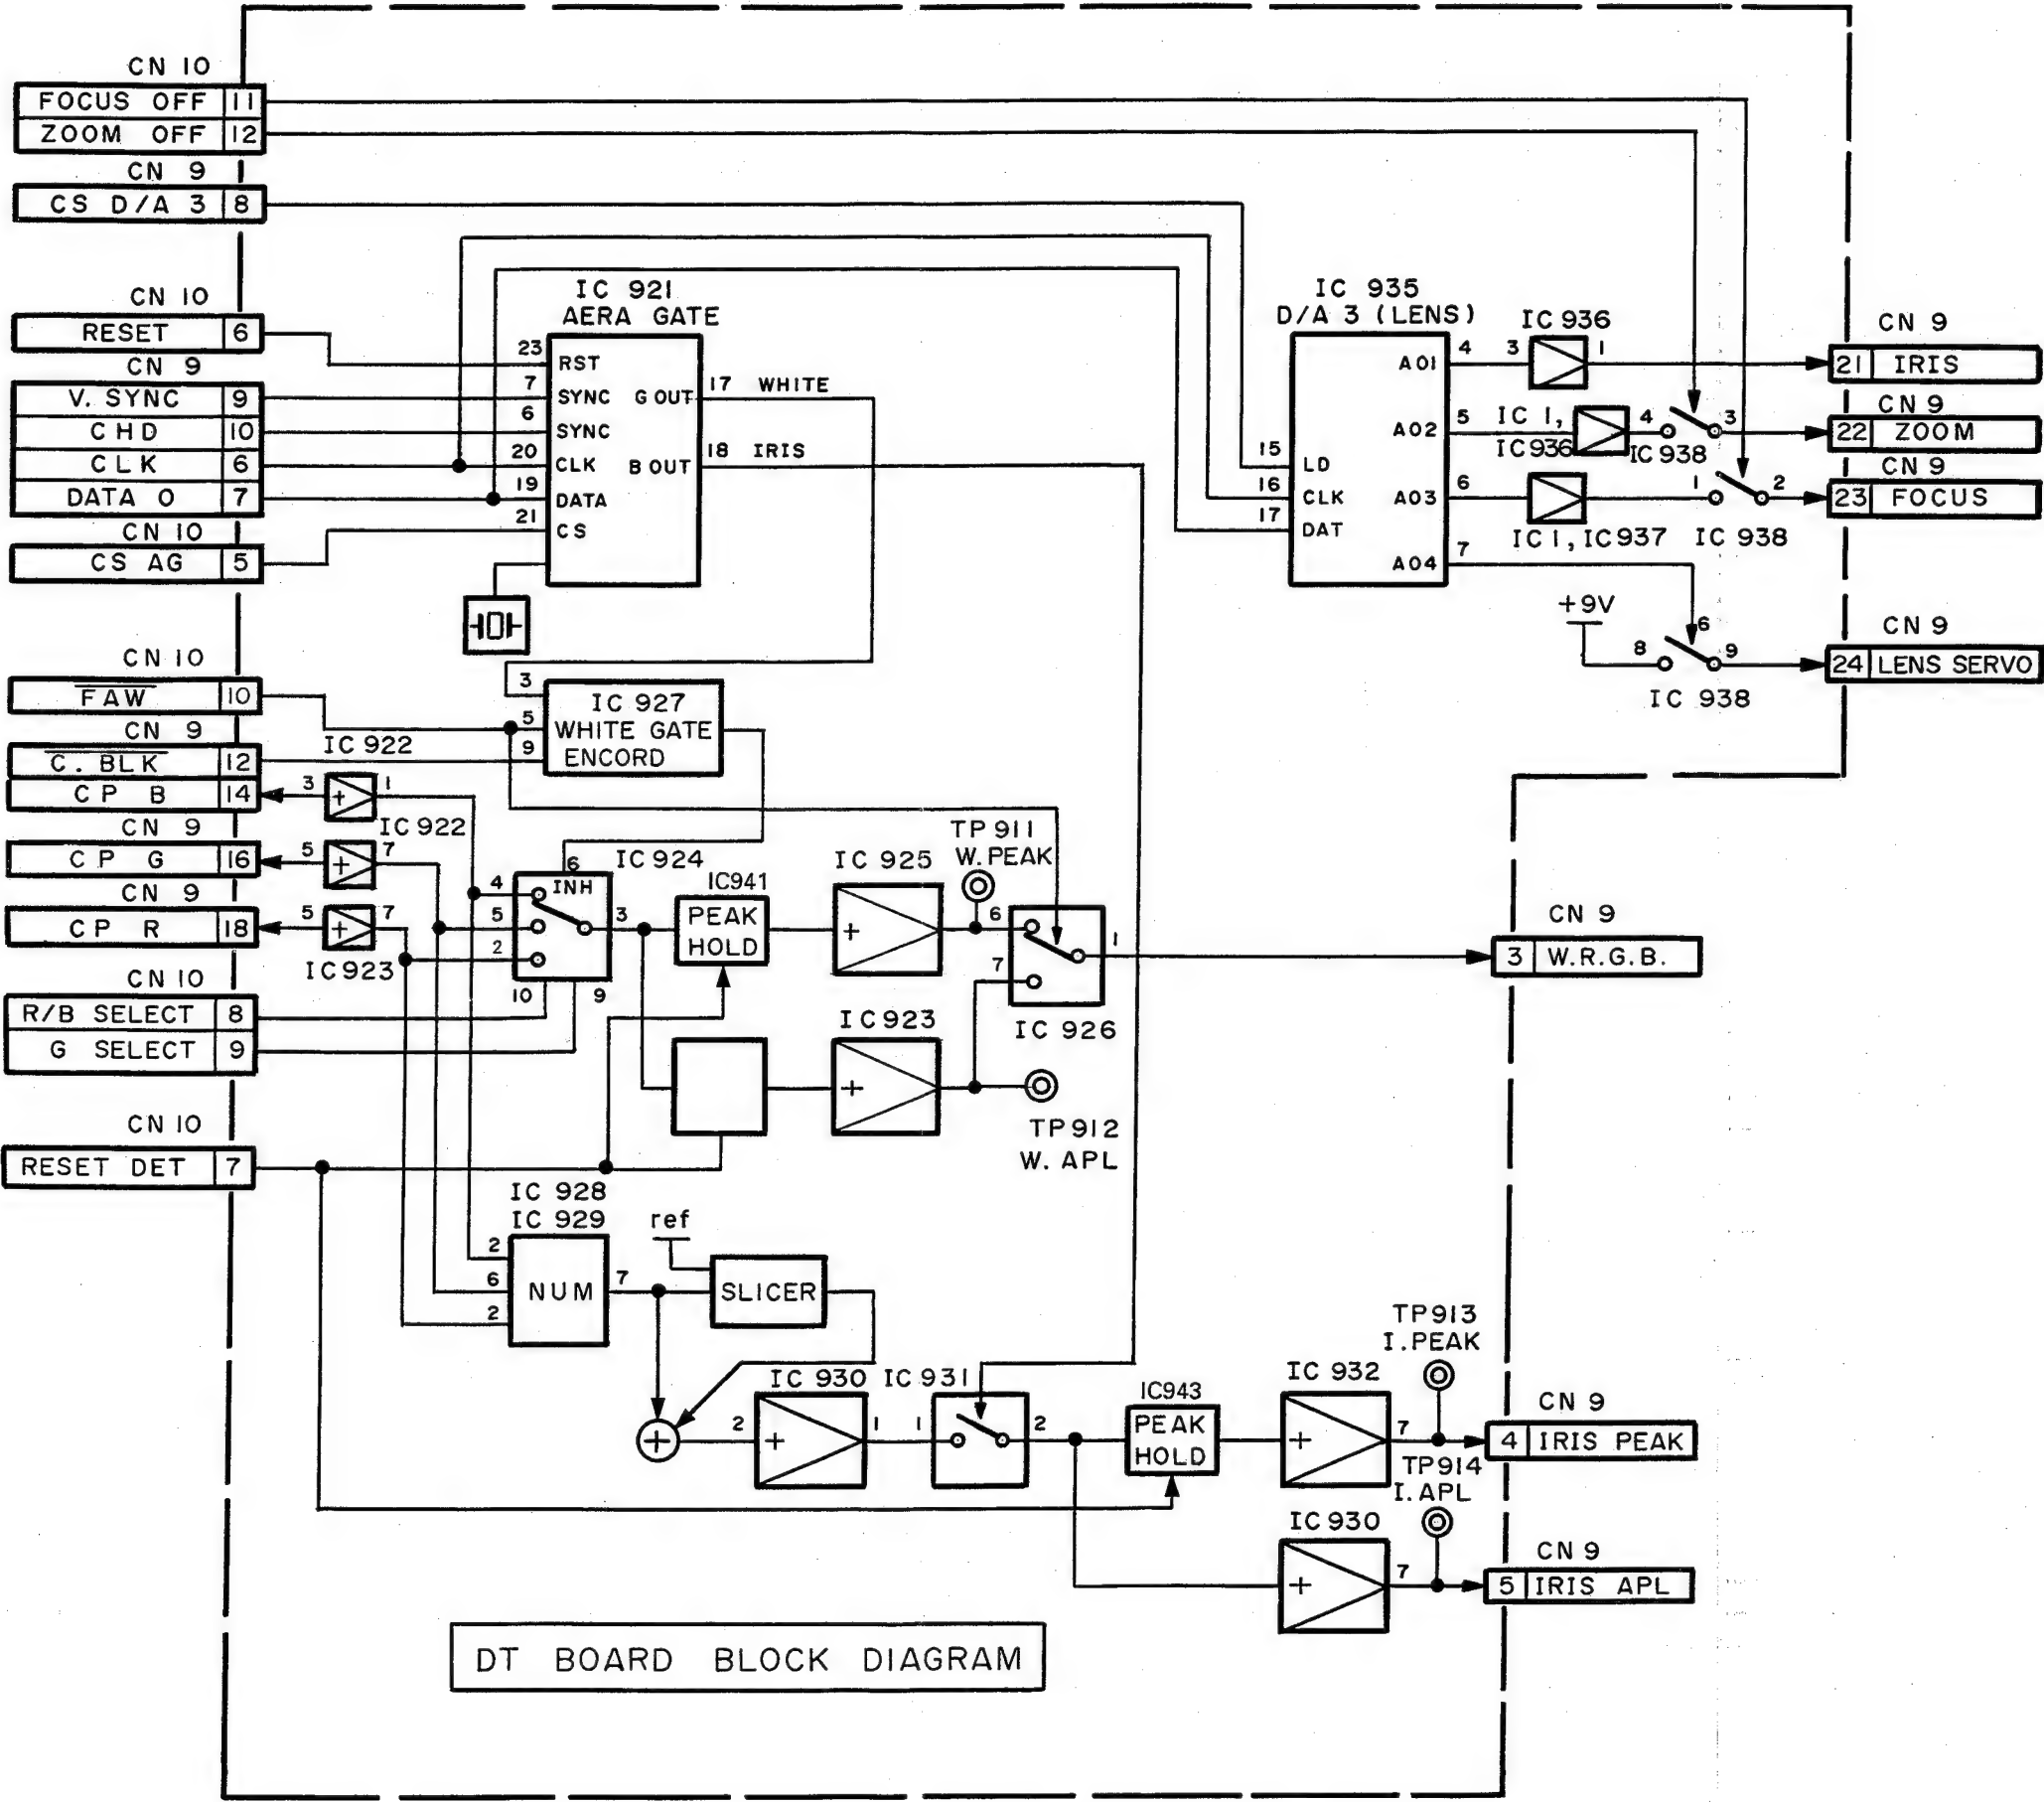 CN 10
FOCUS OFF 11
ZOOM OFF 12
CN 9
CS D/A 3 8
CN 10
RESET 6
CN 9
V. SYNC 9
CHD 10
CLK 6
DATA O 7
CN 10
CS AG 5
IC 921
AERA GATE
23 RST
7 SYNC G OUT 17 WHITE
6 SYNC
20 CLK B OUT 18 IRIS
19 DATA
21 CS
IC 935
D/A 3 (LENS)
A01 4
A02 5
15 LD
16 CLK A03 6
17 DAT
A04 7
IC 936
3 1
IC 1,
IC936
4 3
IC 938
1 2
IC 1, IC 937
IC 938
+9V
6
8 9
IC 938
CN 9
21 IRIS
CN 9
22 ZOOM
CN 9
23 FOCUS
CN 9
24 LENS SERVO
CN 10
FAW 10
CN 9
C. BLK 12
CP B 14
CN 9
CP G 16
CN 9
CP R 18
CN 10
R/B SELECT 8
G SELECT 9
CN 10
RESET DET 7
3
5
9
IC 927
WHITE GATE
ENCORD
IC 922
3 + 1
IC 922
5 + 7
5 + 7
IC 923
IC 924
6
INH
4
5 3
2
10 9
IC941
PEAK
HOLD
IC 925
+
TP 911
W. PEAK
6 1
7
IC 926
IC 923
+
TP 912
W. APL
CN 9
3 W.R.G.B.
IC 928
IC 929
2
6 NUM 7
2
ref
SLICER
+
IC 930
2 + 1
IC 931
1 2
IC943
PEAK
HOLD
IC 932
+ 7
TP913
I. PEAK
CN 9
4 IRIS PEAK
TP914
I. APL
IC 930
+ 7
CN 9
5 IRIS APL
DT BOARD BLOCK DIAGRAM